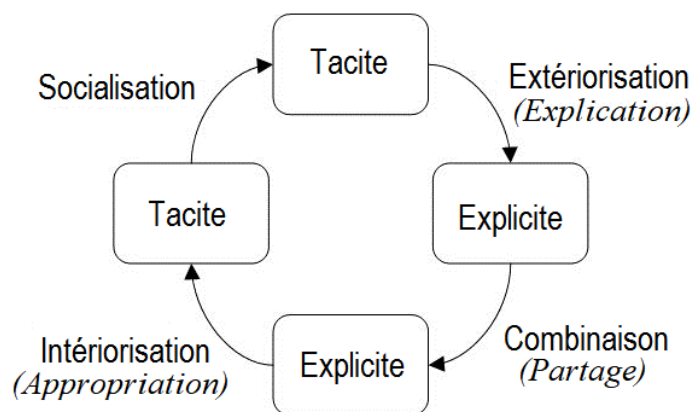 Tacite
Socialisation
Extériorisation
(Explication)
Tacite
Explicite
Intériorisation
(Appropriation)
Explicite
Combinaison
(Partage)